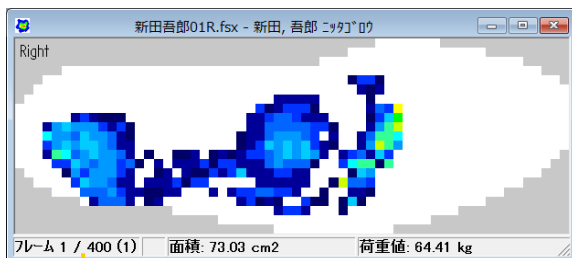 新田吾郎01R.fsx - 新田, 吾郎 ﾆｯﾀｺﾞﾛｳ
Right
フレーム 1 / 400 (1) 面積: 73.03 cm2 荷重値: 64.41 kg